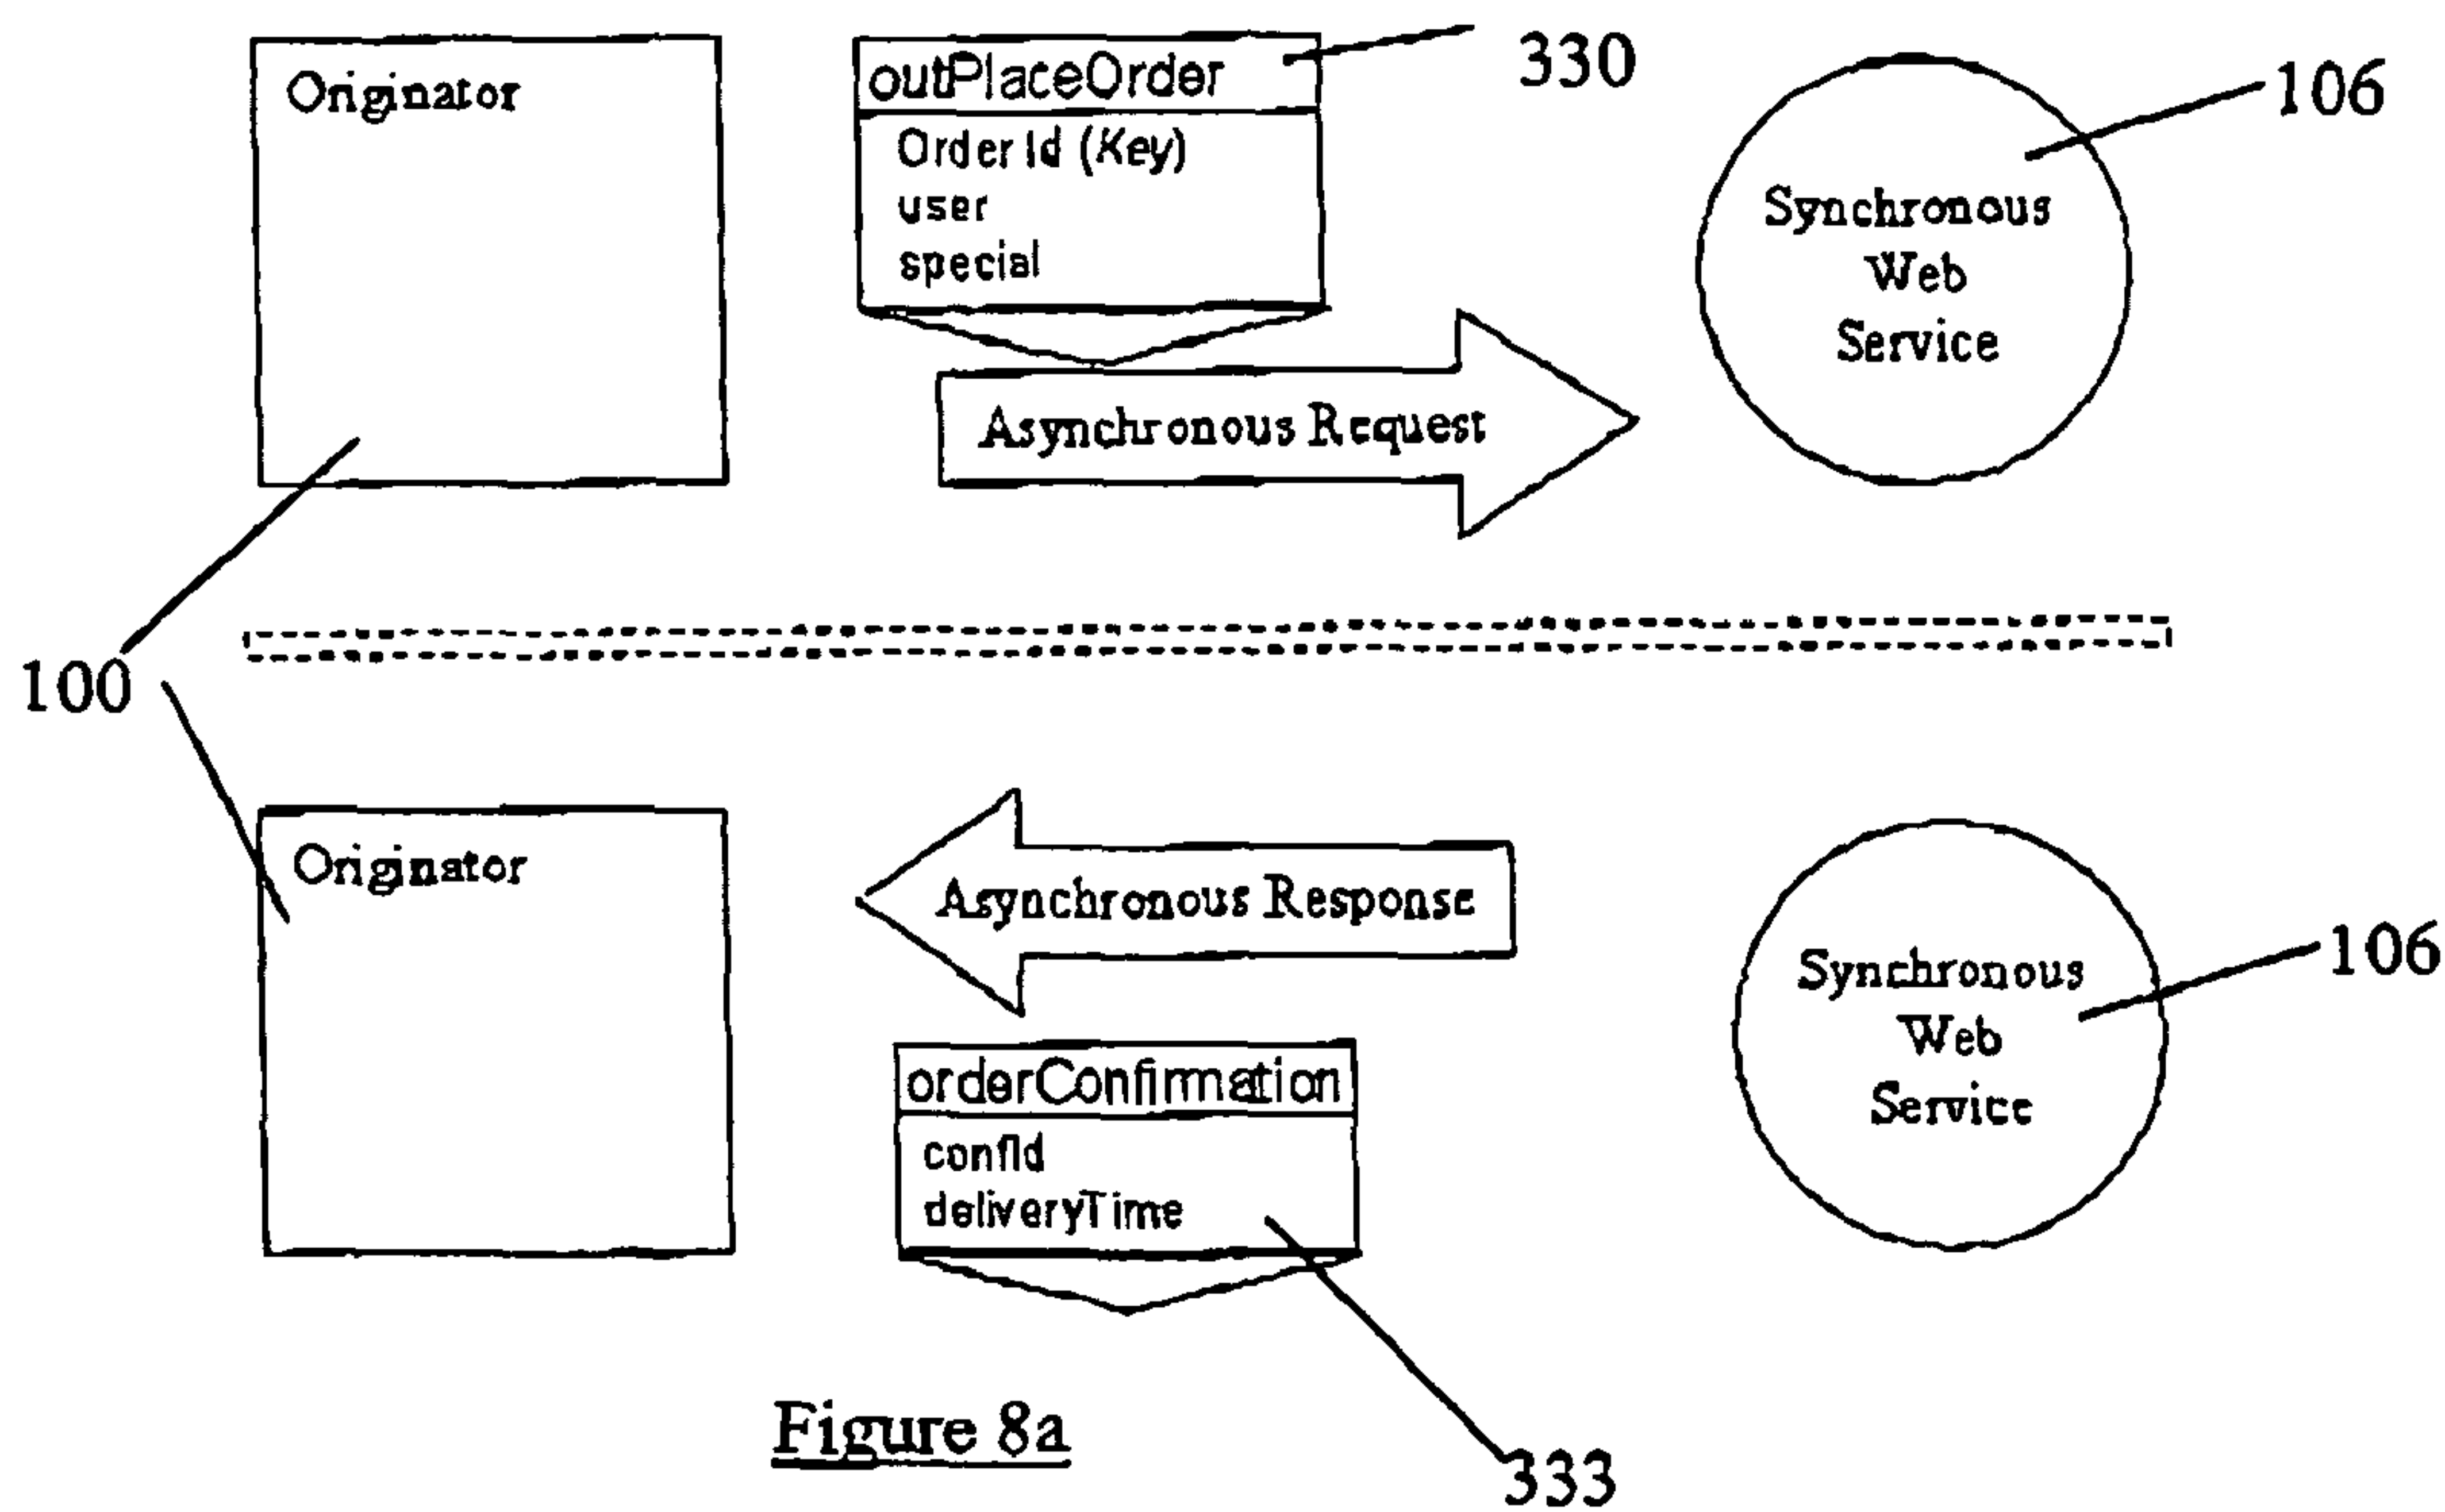 Originator
outPlaceOrder
330
Order Id (Key)
user
special
106
Synchronous
Web
Service
Asynchronous Request
100
Originator
Asynchronous Response
orderConfirmation
confId
deliveryTime
Synchronous
Web
Service
106
Figure 8a
333